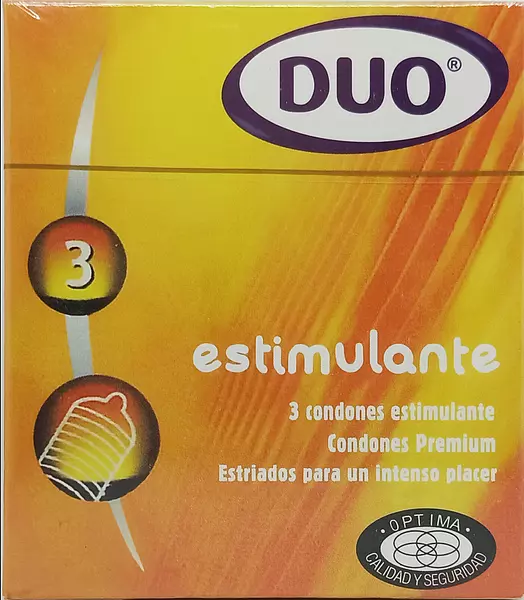 DUO®
3
estimulante
3 condones estimulante
Condones Premium
Estriados para un intenso placer
• OPTIMA •
CALIDAD Y SEGURIDAD